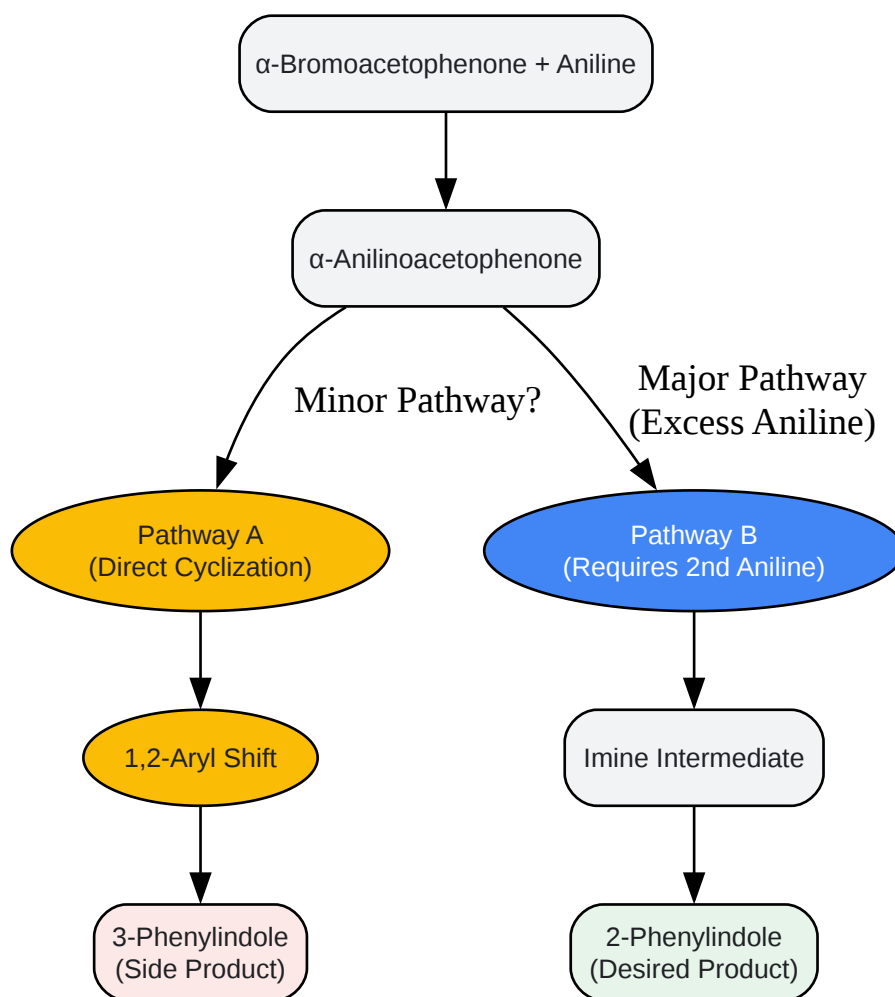 α-Bromoacetophenone + Aniline
α-Anilinoacetophenone
Minor Pathway?
Major Pathway
(Excess Aniline)
Pathway A
(Direct Cyclization)
Pathway B
(Requires 2nd Aniline)
1,2-Aryl Shift
Imine Intermediate
3-Phenylindole
(Side Product)
2-Phenylindole
(Desired Product)